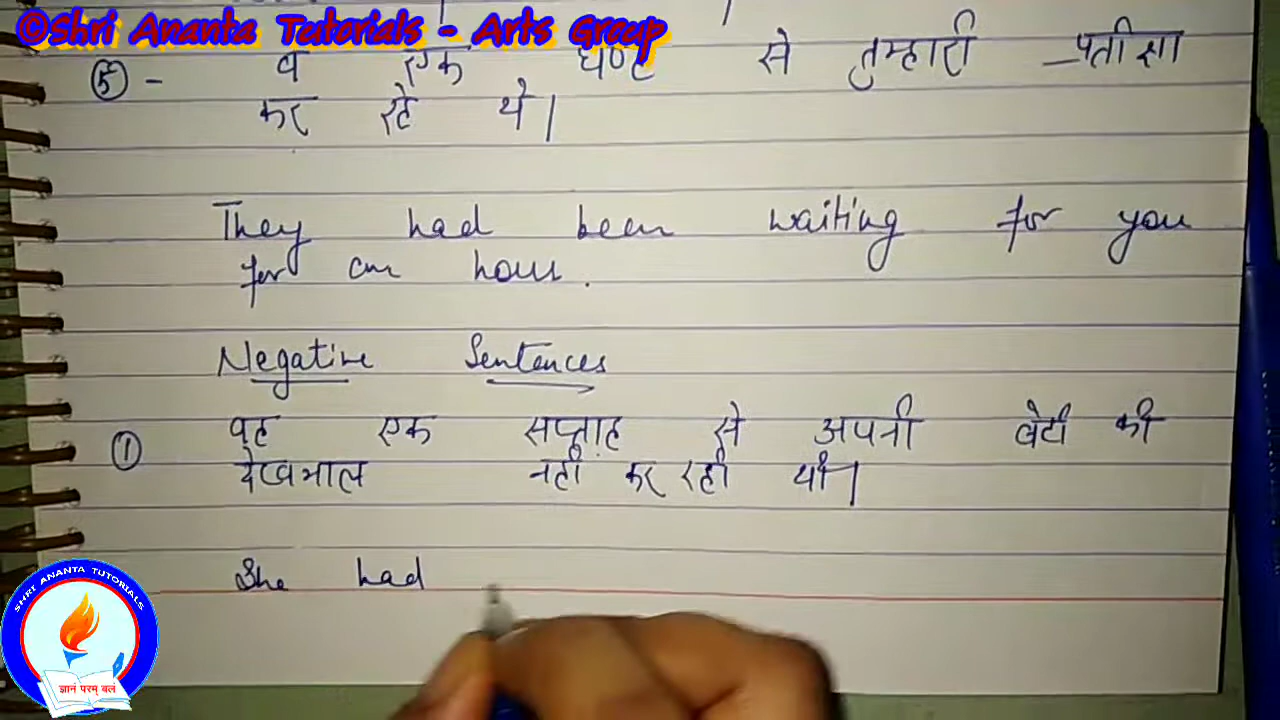 ©Shri Ananta Tutorials - Arts Group
⑤ - वे एक घण्टे से तुम्हारी प्रतीक्षा
कर रहे थे।
They had been waiting for you
for an hour.
Negative Sentences
① वह एक सप्ताह से अपनी बेटी की
देखभाल नहीं कर रही थी।
She had
SHRI ANANTA TUTORIALS
ज्ञानं परमं बलं